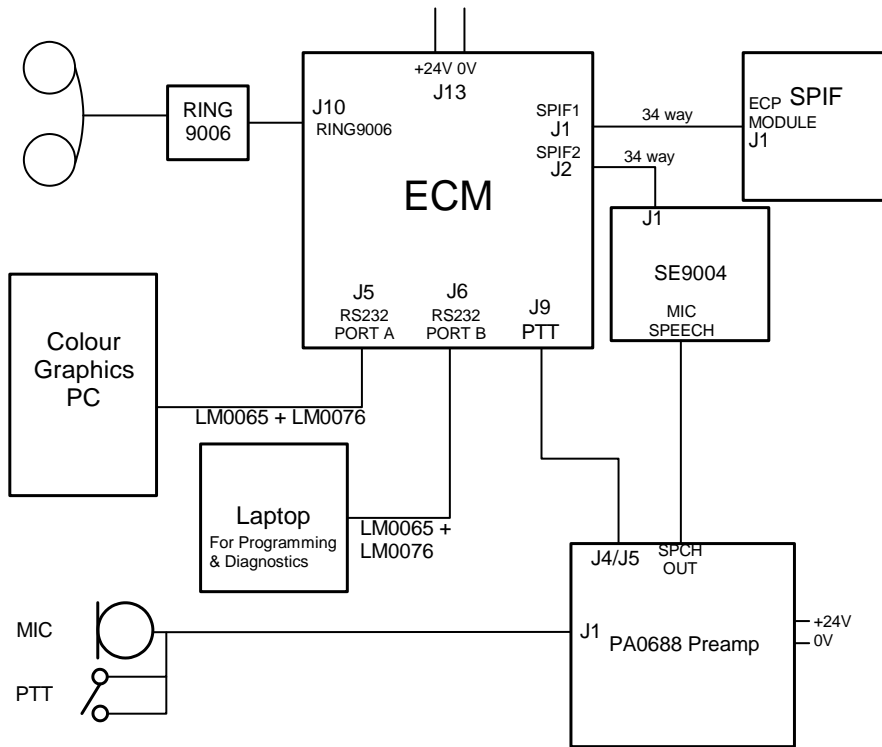 +24V 0V
J13
RING
9006
J10
RING9006
SPIF1
J1
SPIF2
J2
34 way
34 way
ECP SPIF
MODULE
J1
ECM
J1
SE9004
MIC
SPEECH
J5
RS232
PORT A
J6
RS232
PORT B
J9
PTT
Colour
Graphics
PC
LM0065 + LM0076
Laptop
For Programming
& Diagnostics
LM0065 +
LM0076
J4/J5
SPCH
OUT
MIC
PTT
J1
PA0688 Preamp
+24V
0V